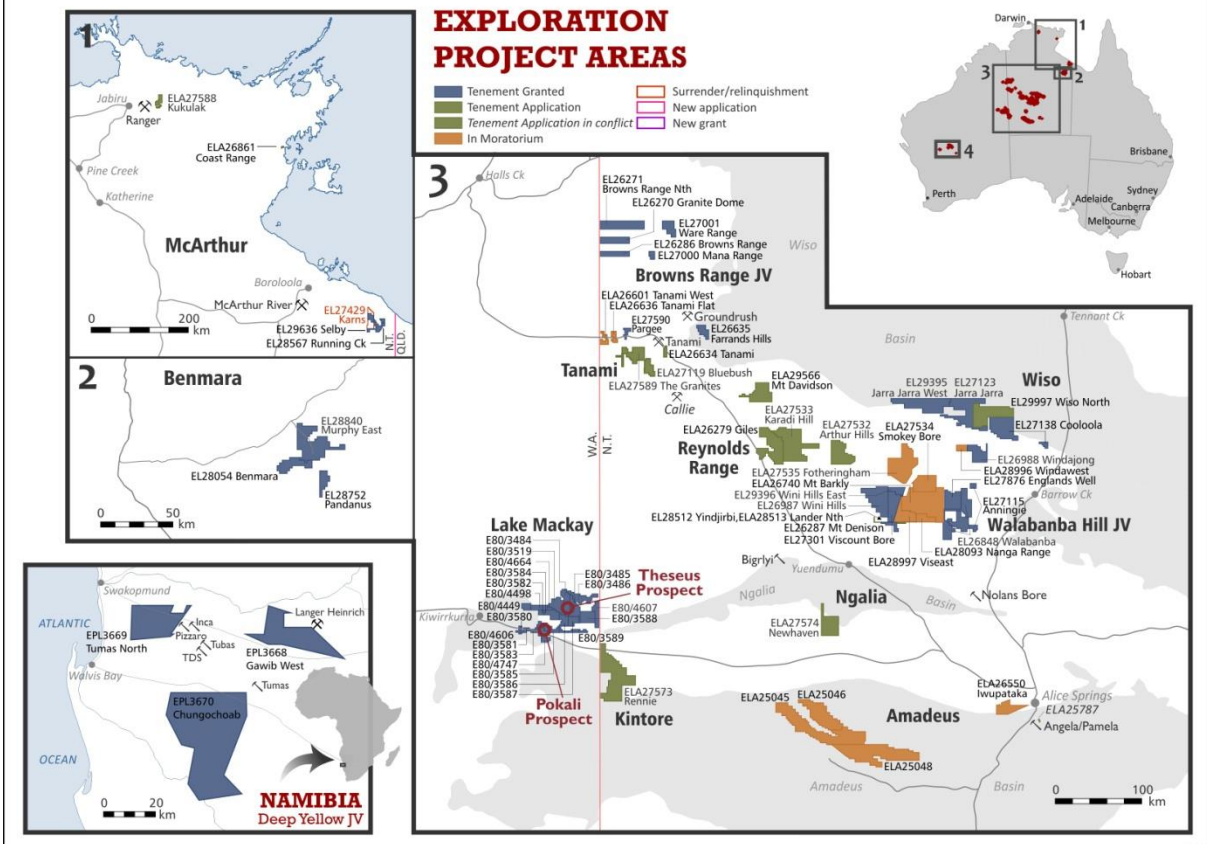 EXPLORATION
PROJECT AREAS
Tenement Granted
Tenement Application
Tenement Application in conflict
In Moratorium
Surrender/relinquishment
New application
New grant
Darwin
1
2
3
4
Brisbane
Perth
Sydney
Adelaide
Canberra
Melbourne
Hobart
1
Jabiru
ELA27588
Kukulak
Ranger
ELA26861
Coast Range
Pine Creek
Katherine
McArthur
Boroloola
McArthur River
EL27429
Karns
EL29636 Selby
EL28567 Running Ck
N.T.
QLD.
0 200
km
2
Benmara
EL28840
Murphy East
EL28054 Benmara
EL28752
Pandanus
0 50
km
3
Halls Ck
EL26271
Browns Range Nth
EL26270 Granite Dome
EL27001
Ware Range
EL26286 Browns Range
EL27000 Mana Range
Browns Range JV
Wiso
Basin
ELA26601 Tanami West
ELA26636 Tanami Flat
EL27590
Pargee
Groundrush
EL26635
Farrands Hills
Tanami
ELA26634 Tanami
Tanami
ELA27119 Bluebush
ELA27589 The Granites
Callie
Tennant Ck
W.A.
N.T.
ELA29566
Mt Davidson
ELA27533
Karadi Hill
ELA26279 Giles
ELA27532
Arthur Hills
Reynolds
Range
Wiso
EL29395
Jarra Jarra West
EL27123
Jarra Jarra
EL29997 Wiso North
EL27138 Cooloola
ELA27534
Smokey Bore
ELA27535 Fotheringham
ELA26740 Mt Barkly
EL29396 Wini Hills East
EL26987 Wini Hills
EL28512 Yindjirbi,ELA28513 Lander Nth
EL26287 Mt Denison
EL27301 Viscount Bore
EL26988 Windajong
ELA28996 Windawest
EL27876 Englands Well
EL27115
Anningie
Barrow Ck
Walabanba Hill JV
EL26848 Walabanba
ELA28093 Nanga Range
ELA28997 Viseast
Lake Mackay
E80/3484
E80/3519
E80/4664
E80/3584
E80/3582
E80/4498
E80/4449
E80/3580
E80/3485
E80/3486
Theseus
Prospect
E80/4607
E80/3588
E80/3589
Kiwirrkurra
E80/4606
E80/3581
E80/3583
E80/4747
E80/3585
E80/3586
E80/3587
Pokali
Prospect
Bigrlyi
Yuendumu
Ngalia
Basin
Ngalia
Nolans Bore
ELA27574
Newhaven
ELA27573
Rennie
Kintore
ELA25045
ELA25046
Amadeus
ELA25048
ELA26550
Iwupataka
Alice Springs
ELA25787
Angela/Pamela
Amadeus
Basin
0 100
km
Swakopmund
ATLANTIC
OCEAN
EPL3669
Tumas North
Inca
Pizzaro
Tubas
TDS
Langer Heinrich
EPL3668
Gawib West
Walvis Bay
Tumas
EPL3670
Chungochoab
0 20
km
NAMIBIA
Deep Yellow JV